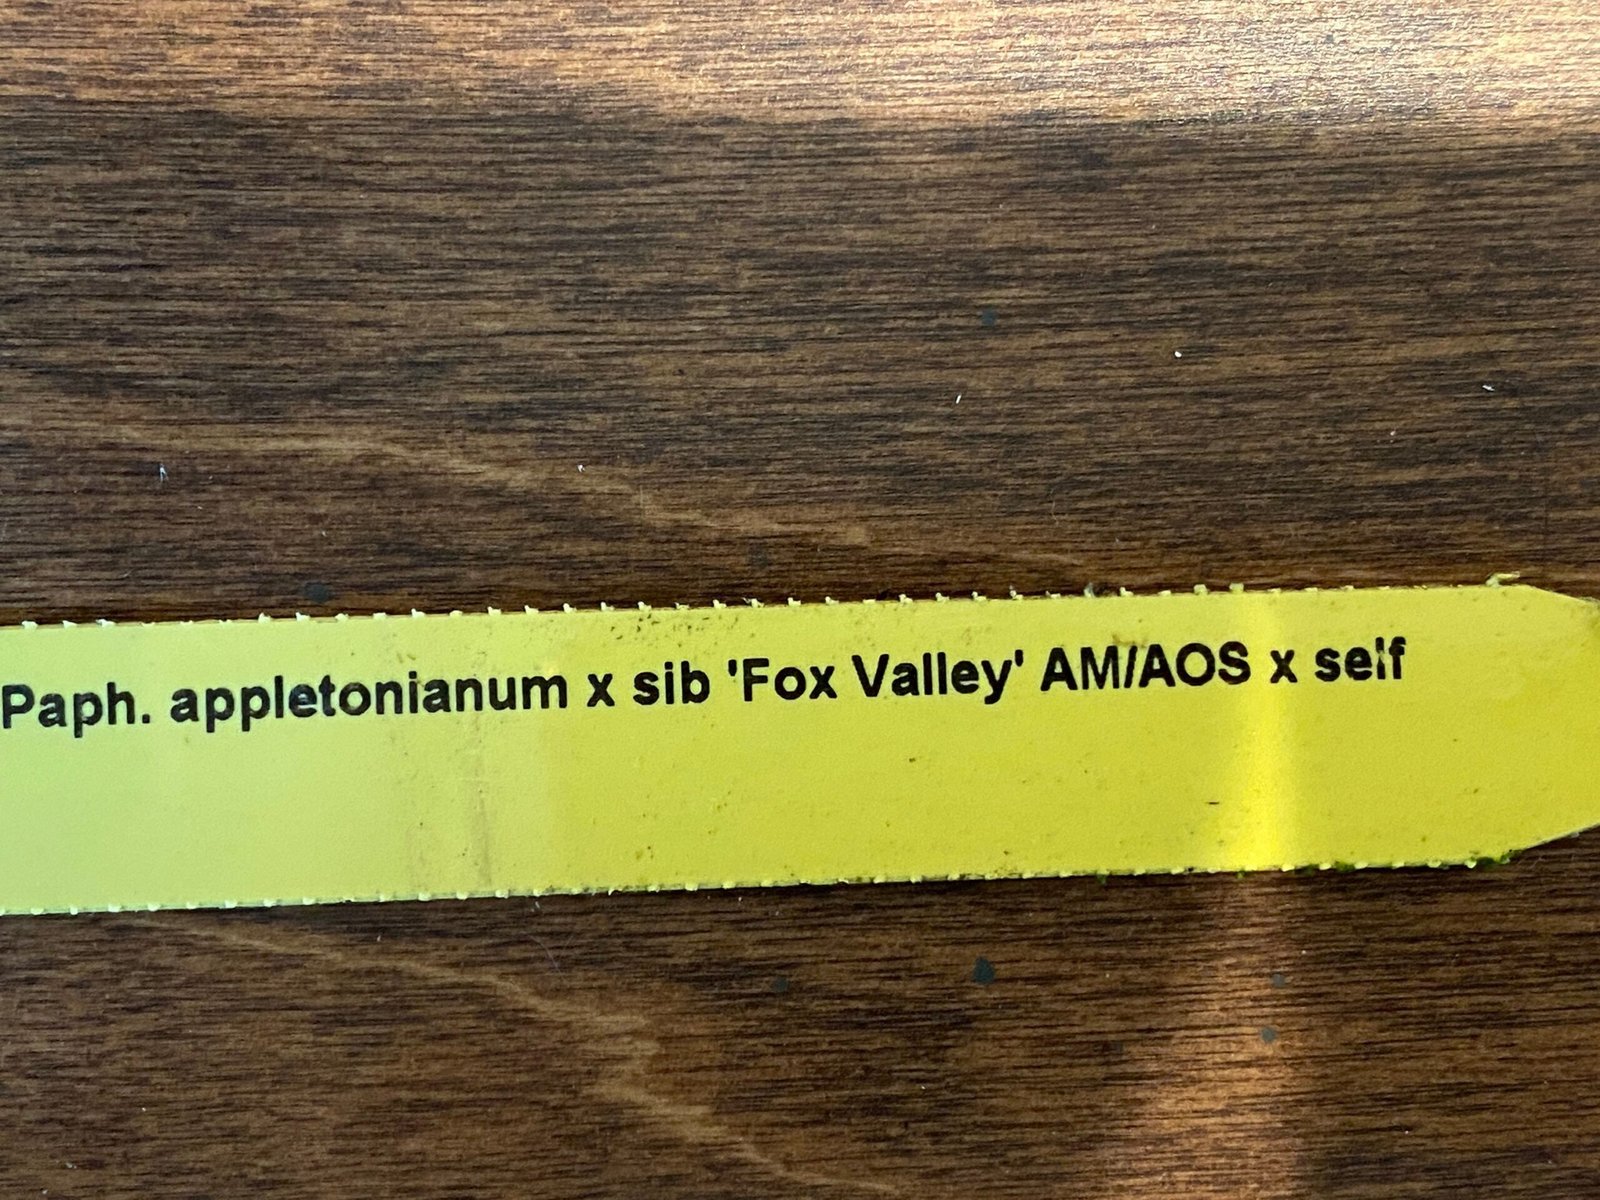 Paph. appletonianum x sib 'Fox Valley' AM/AOS x self